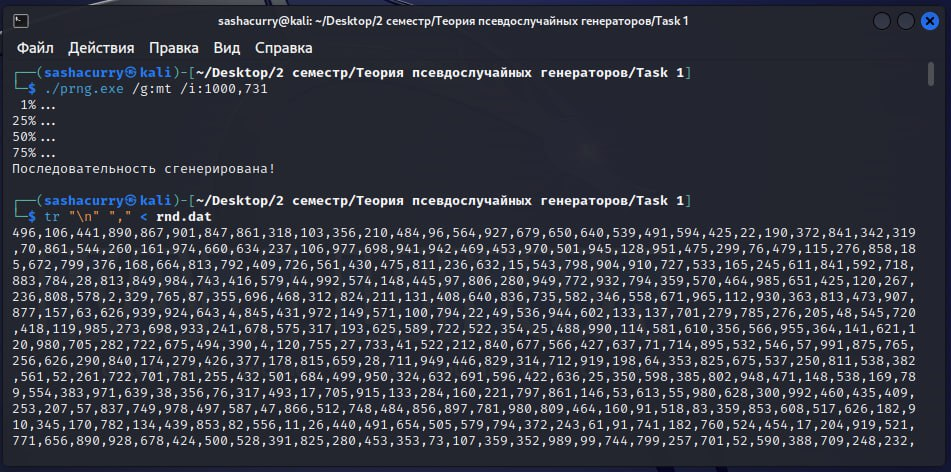 sashacurry@kali: ~/Desktop/2 семестр/Теория псевдослучайных генераторов/Task 1
Файл Действия Правка Вид Справка
┌──(sashacurry㉿kali)-[~/Desktop/2 семестр/Теория псевдослучайных генераторов/Task 1]
└─$ ./prng.exe /g:mt /i:1000,731
1%...
25%...
50%...
75%...
Последовательность сгенерирована!
┌──(sashacurry㉿kali)-[~/Desktop/2 семестр/Теория псевдослучайных генераторов/Task 1]
└─$ tr "\n" "," < rnd.dat
496,106,441,890,867,901,847,861,318,103,356,210,484,96,564,927,679,650,640,539,491,594,425,22,190,372,841,342,319
,70,861,544,260,161,974,660,634,237,106,977,698,941,942,469,453,970,501,945,128,951,475,299,76,479,115,276,858,18
5,672,799,376,168,664,813,792,409,726,561,430,475,811,236,632,15,543,798,904,910,727,533,165,245,611,841,592,718,
883,784,28,813,849,984,743,416,579,44,992,574,148,445,97,806,280,949,772,932,794,359,570,464,985,651,425,120,267,
236,808,578,2,329,765,87,355,696,468,312,824,211,131,408,640,836,735,582,346,558,671,965,112,930,363,813,473,907,
877,157,63,626,939,924,643,4,845,431,972,149,571,100,794,22,49,536,944,602,133,137,701,279,785,276,205,48,545,720
,418,119,985,273,698,933,241,678,575,317,193,625,589,722,522,354,25,488,990,114,581,610,356,566,955,364,141,621,1
20,980,705,282,722,675,494,390,4,120,755,27,733,41,522,212,840,677,566,427,637,71,714,895,532,546,57,991,875,765,
256,626,290,840,174,279,426,377,178,815,659,28,711,949,446,829,314,712,919,198,64,353,825,675,537,250,811,538,382
,561,52,261,722,701,781,255,432,501,684,499,950,324,632,691,596,422,636,25,350,598,385,802,948,471,148,538,169,78
9,554,383,971,639,38,356,76,317,493,17,705,915,133,284,160,221,797,861,146,53,613,55,980,628,300,992,460,435,409,
253,207,57,837,749,978,497,587,47,866,512,748,484,856,897,781,980,809,464,160,91,518,83,359,853,608,517,626,182,9
10,345,170,782,134,439,853,82,556,11,26,440,491,654,505,579,794,372,243,61,91,741,182,760,524,454,17,204,919,521,
771,656,890,928,678,424,500,528,391,825,280,453,353,73,107,359,352,989,99,744,799,257,701,52,590,388,709,248,232,